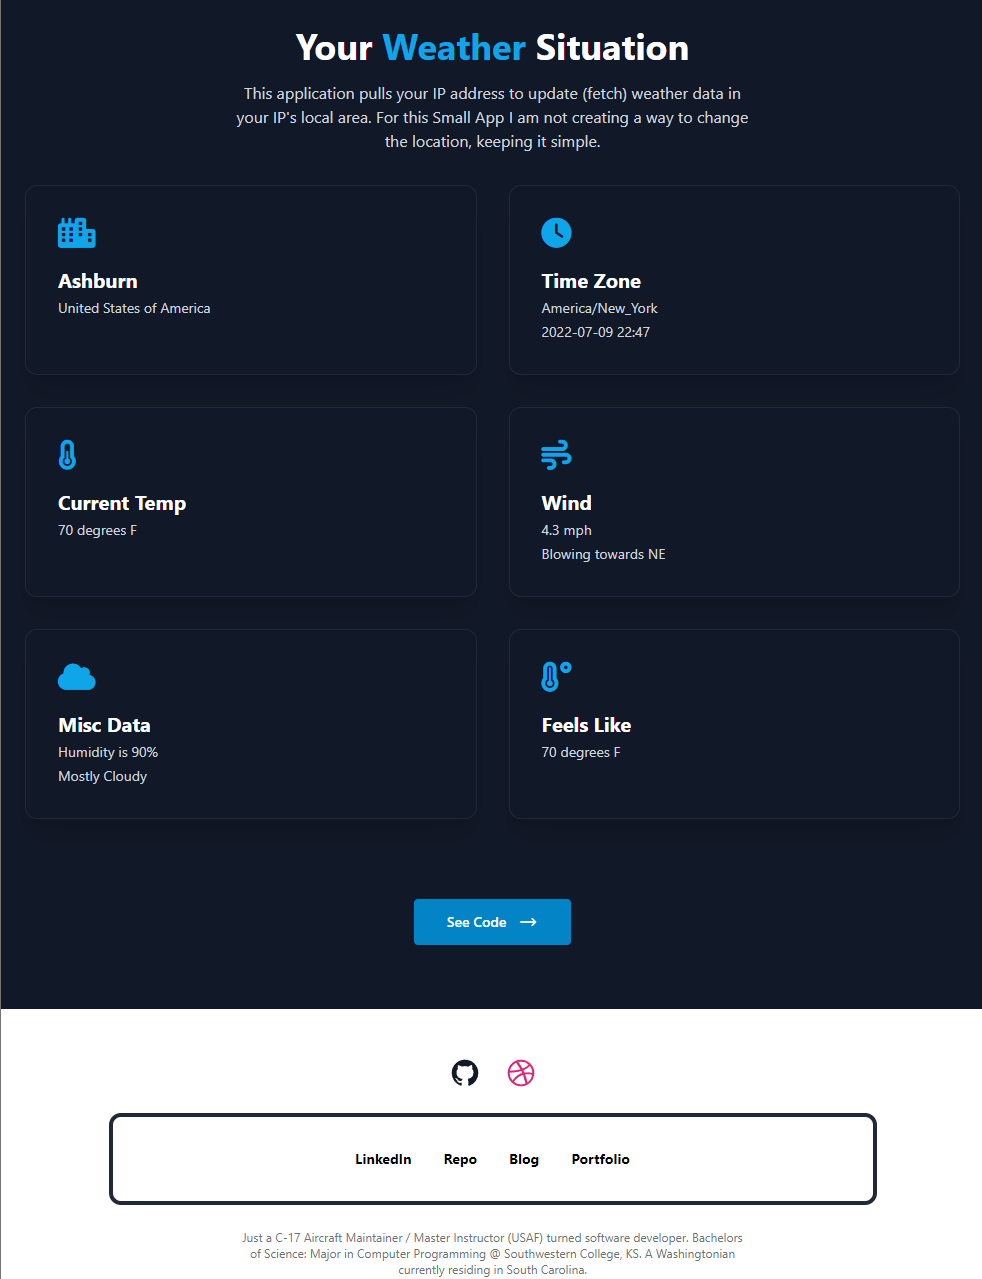 Your Weather Situation
This application pulls your IP address to update (fetch) weather data in
your IP's local area. For this Small App I am not creating a way to change
the location, keeping it simple.
Ashburn
United States of America
Time Zone
America/New_York
2022-07-09 22:47
Current Temp
70 degrees F
Wind
4.3 mph
Blowing towards NE
Misc Data
Humidity is 90%
Mostly Cloudy
Feels Like
70 degrees F
See Code
LinkedIn Repo Blog Portfolio
Just a C-17 Aircraft Maintainer / Master Instructor (USAF) turned software developer. Bachelors
of Science: Major in Computer Programming @ Southwestern College, KS. A Washingtonian
currently residing in South Carolina.